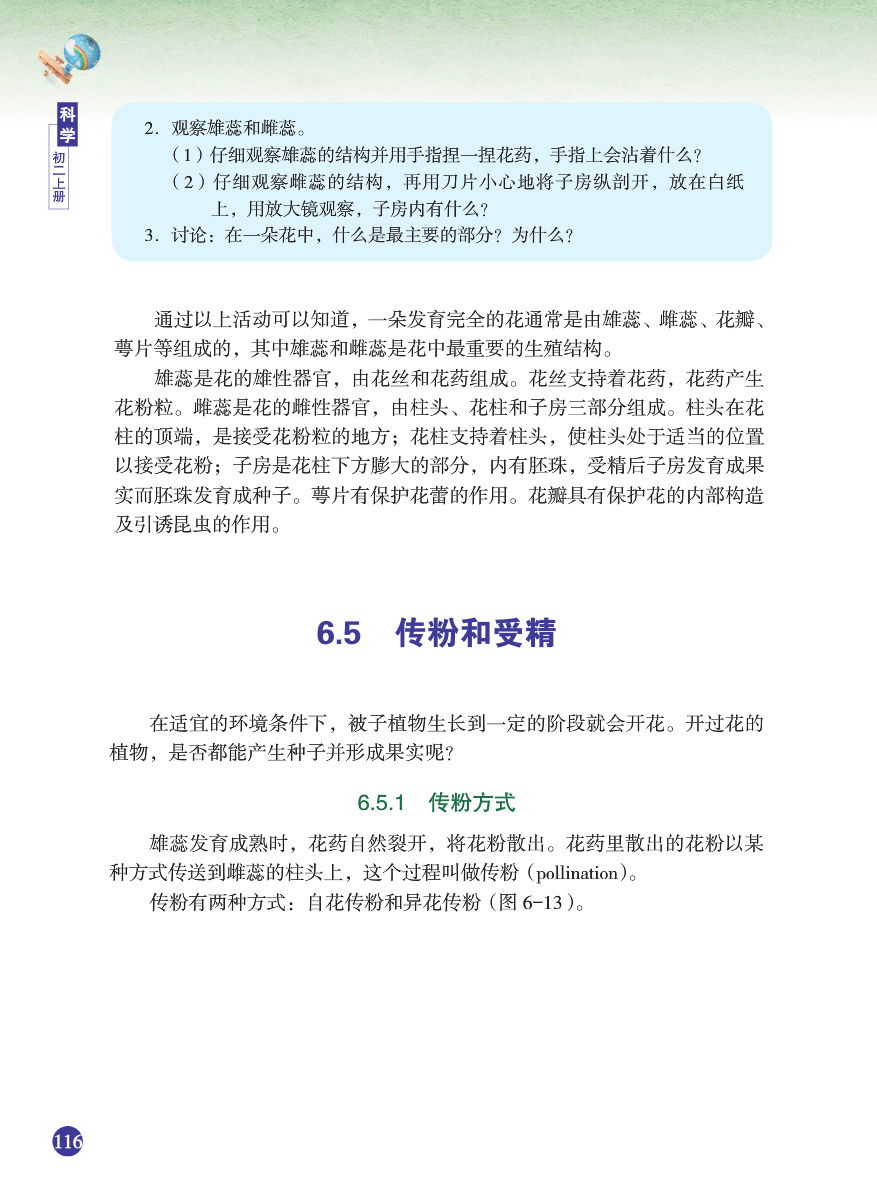 科学
初二上册
2. 观察雄蕊和雌蕊。
（1）仔细观察雄蕊的结构并用手指捏一捏花药，手指上会沾着什么？
（2）仔细观察雌蕊的结构，再用刀片小心地将子房纵剖开，放在白纸
上，用放大镜观察，子房内有什么？
3. 讨论：在一朵花中，什么是最主要的部分？为什么？
通过以上活动可以知道，一朵发育完全的花通常是由雄蕊、雌蕊、花瓣、
萼片等组成的，其中雄蕊和雌蕊是花中最重要的生殖结构。
雄蕊是花的雄性器官，由花丝和花药组成。花丝支持着花药，花药产生
花粉粒。雌蕊是花的雌性器官，由柱头、花柱和子房三部分组成。柱头在花
柱的顶端，是接受花粉粒的地方；花柱支持着柱头，使柱头处于适当的位置
以接受花粉；子房是花柱下方膨大的部分，内有胚珠，受精后子房发育成果
实而胚珠发育成种子。萼片有保护花蕾的作用。花瓣具有保护花的内部构造
及引诱昆虫的作用。
6.5 传粉和受精
在适宜的环境条件下，被子植物生长到一定的阶段就会开花。开过花的
植物，是否都能产生种子并形成果实呢？
6.5.1 传粉方式
雄蕊发育成熟时，花药自然裂开，将花粉散出。花药里散出的花粉以某
种方式传送到雌蕊的柱头上，这个过程叫做传粉（pollination）。
传粉有两种方式：自花传粉和异花传粉（图 6-13）。
116